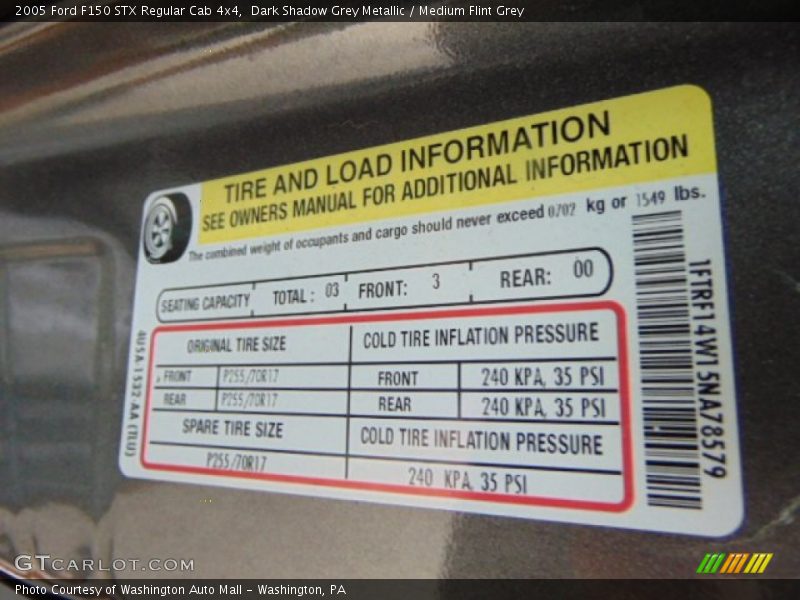 2005 Ford F150 STX Regular Cab 4x4, Dark Shadow Grey Metallic / Medium Flint Grey
TIRE AND LOAD INFORMATION
SEE OWNERS MANUAL FOR ADDITIONAL INFORMATION
The combined weight of occupants and cargo should never exceed 0702 kg or 1549 lbs.
SEATING CAPACITY TOTAL: 03 FRONT: 3 REAR: 00
ORIGINAL TIRE SIZE COLD TIRE INFLATION PRESSURE
FRONT P255/70R17 FRONT 240 KPA, 35 PSI
REAR P255/70R17 REAR 240 KPA, 35 PSI
SPARE TIRE SIZE COLD TIRE INFLATION PRESSURE
P255/70R17 240 KPA, 35 PSI
4U5A-1532-AA (TLU)
1FTRF14W15NA78579
GTCARLOT.COM
Photo Courtesy of Washington Auto Mall - Washington, PA